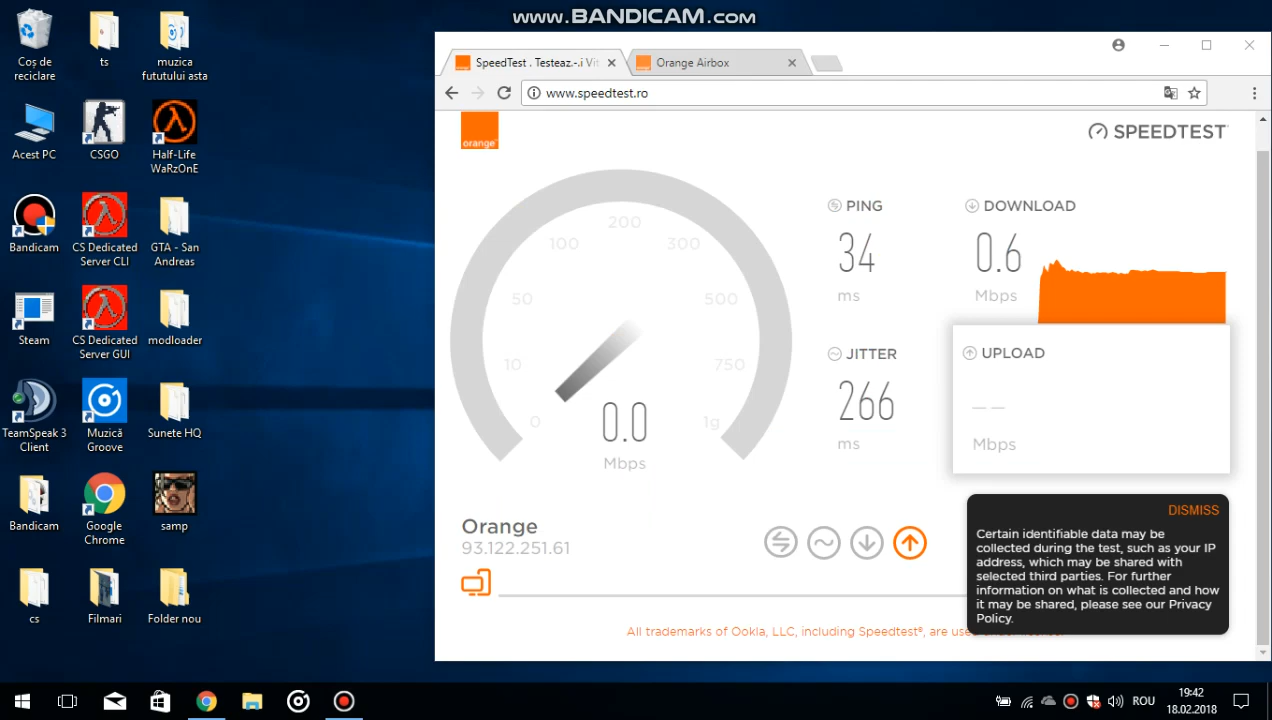 www.BANDICAM.com
Coș de
reciclare
ts
muzica
fututului asta
Acest PC
CSGO
Half-Life
WaRzOnE
Bandicam
CS Dedicated
Server CLI
GTA - San
Andreas
Steam
CS Dedicated
Server GUI
modloader
TeamSpeak 3
Client
Muzică
Groove
Sunete HQ
Bandicam
Google
Chrome
samp
cs
Filmari
Folder nou
SpeedTest . Testeaz.-.i Vit
Orange Airbox
www.speedtest.ro
orange
SPEEDTEST
200
100
300
50
500
10
750
0
1g
0.0
Mbps
PING
34
ms
DOWNLOAD
0.6
Mbps
JITTER
266
ms
UPLOAD
— —
Mbps
Orange
93.122.251.61
DISMISS
Certain identifiable data may be
collected during the test, such as your IP
address, which may be shared with
selected third parties. For further
information on what is collected and how
it may be shared, please see our Privacy
Policy.
All trademarks of Ookla, LLC, including Speedtest®, are used under license.
ROU
19:42
18.02.2018